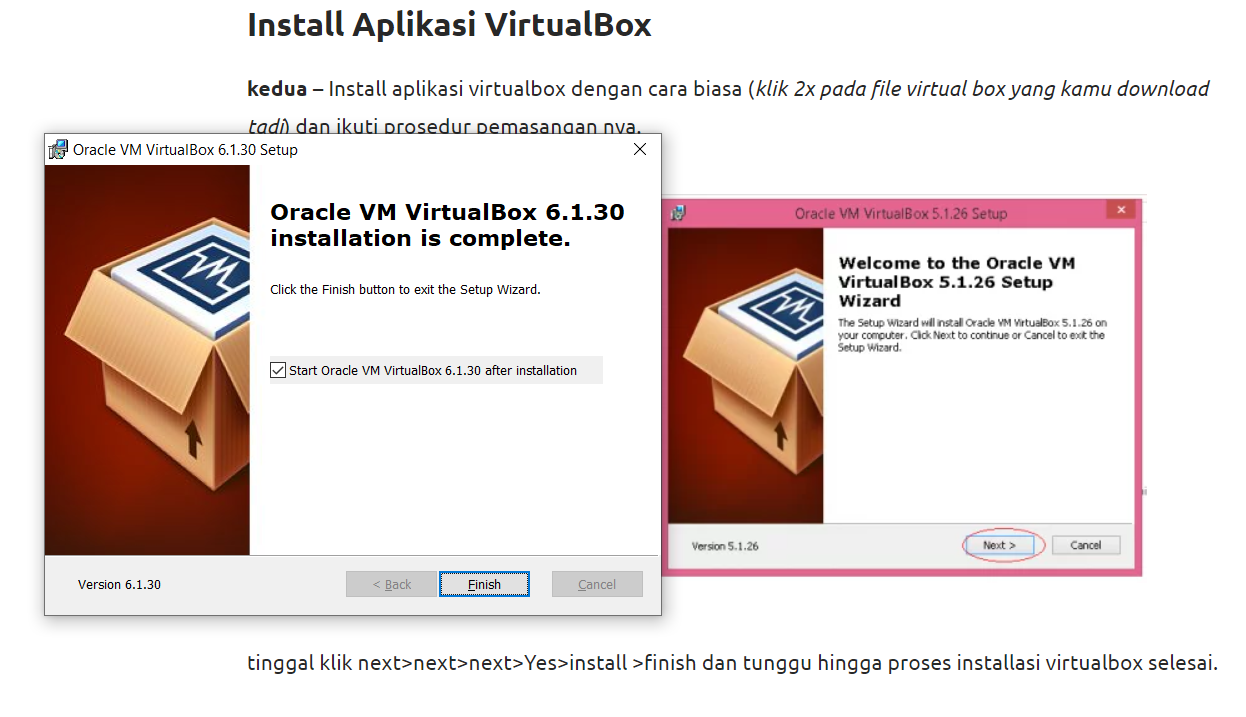 Install Aplikasi VirtualBox
kedua – Install aplikasi virtualbox dengan cara biasa (klik 2x pada file virtual box yang kamu download
tadi) dan ikuti prosedur pemasangan nya.
Oracle VM VirtualBox 6.1.30 Setup
Oracle VM VirtualBox 6.1.30
installation is complete.
Click the Finish button to exit the Setup Wizard.
Start Oracle VM VirtualBox 6.1.30 after installation
Version 6.1.30
< Back
Finish
Cancel
Oracle VM VirtualBox 5.1.26 Setup
Welcome to the Oracle VM
VirtualBox 5.1.26 Setup
Wizard
The Setup Wizard will install Oracle VM VirtualBox 5.1.26 on
your computer. Click Next to continue or Cancel to exit the
Setup Wizard.
Version 5.1.26
Next >
Cancel
tinggal klik next>next>next>Yes>install >finish dan tunggu hingga proses installasi virtualbox selesai.